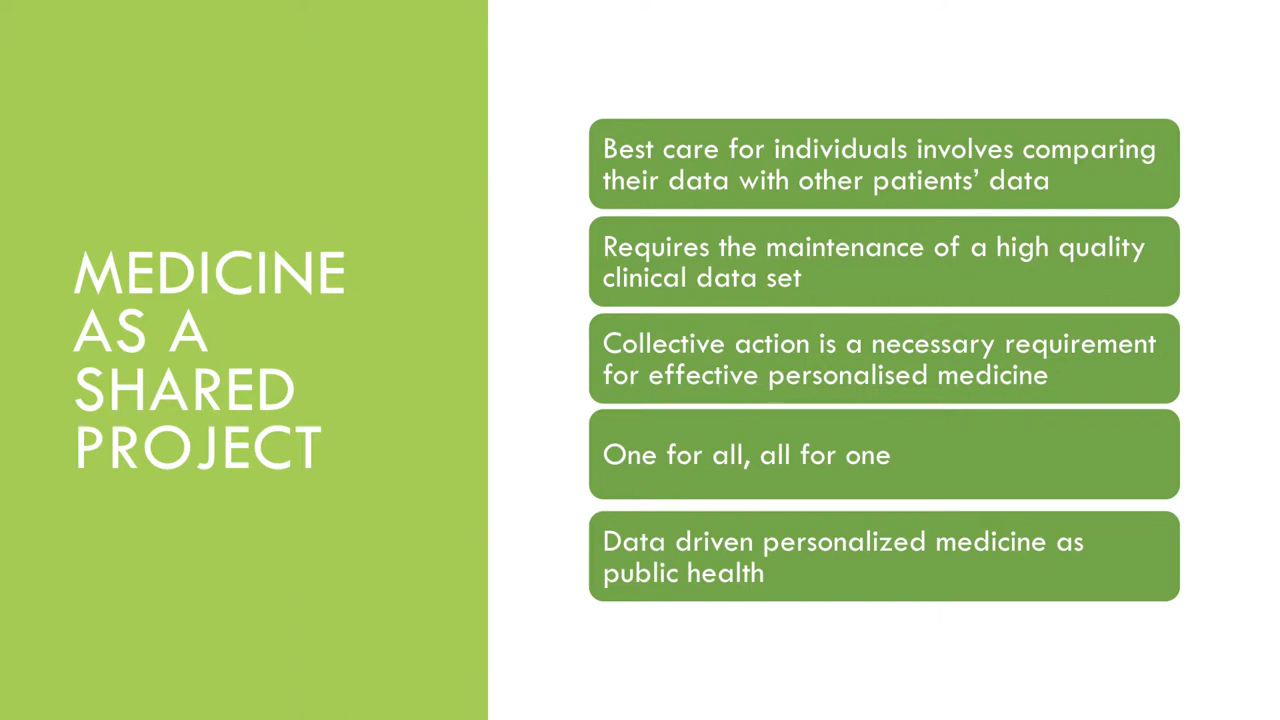 MEDICINE
AS A
SHARED
PROJECT
Best care for individuals involves comparing
their data with other patients’ data
Requires the maintenance of a high quality
clinical data set
Collective action is a necessary requirement
for effective personalised medicine
One for all, all for one
Data driven personalized medicine as
public health